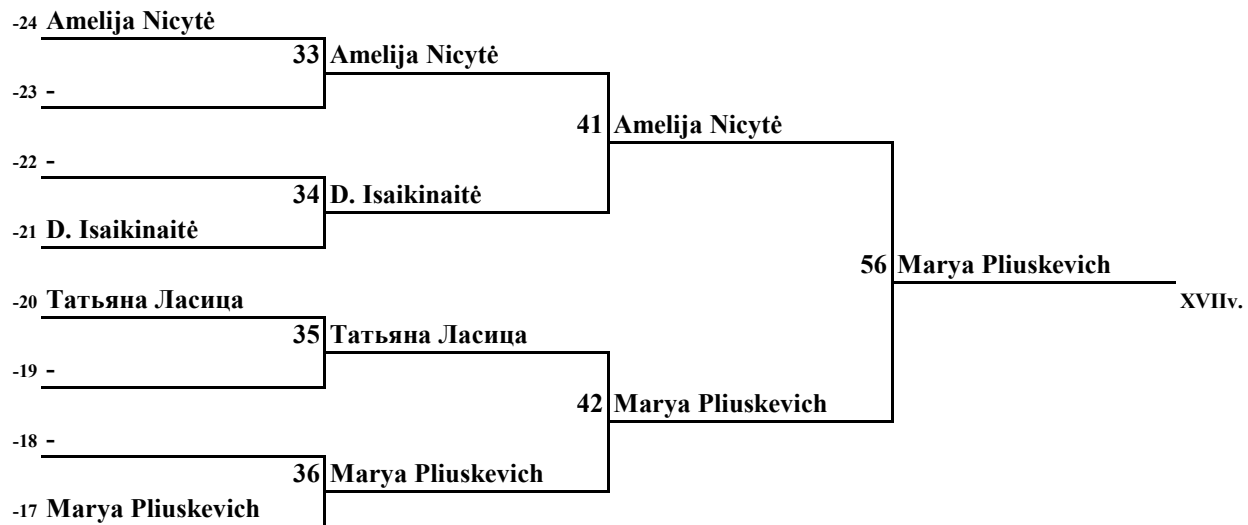 -24 Amelija Nicytė
33 Amelija Nicytė
-23 -
41 Amelija Nicytė
-22 -
34 D. Isaikinaitė
-21 D. Isaikinaitė
56 Marya Pliuskevich
-20 Татьяна Ласица
XVIIv.
35 Татьяна Ласица
-19 -
42 Marya Pliuskevich
-18 -
36 Marya Pliuskevich
-17 Marya Pliuskevich